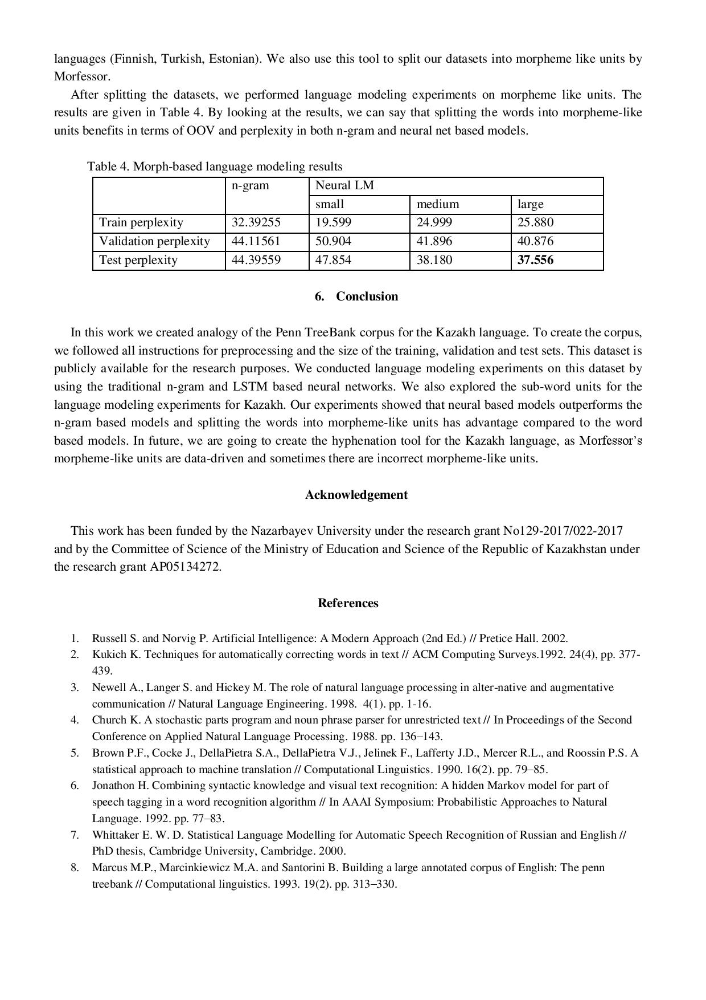 languages (Finnish, Turkish, Estonian). We also use this tool to split our datasets into morpheme like units by
Morfessor.
After splitting the datasets, we performed language modeling experiments on morpheme like units. The
results are given in Table 4. By looking at the results, we can say that splitting the words into morpheme-like
units benefits in terms of OOV and perplexity in both n-gram and neural net based models.
Table 4. Morph-based language modeling results
n-gram Neural LM
small medium large
Train perplexity 32.39255 19.599 24.999 25.880
Validation perplexity 44.11561 50.904 41.896 40.876
Test perplexity 44.39559 47.854 38.180 37.556
6. Conclusion
In this work we created analogy of the Penn TreeBank corpus for the Kazakh language. To create the corpus,
we followed all instructions for preprocessing and the size of the training, validation and test sets. This dataset is
publicly available for the research purposes. We conducted language modeling experiments on this dataset by
using the traditional n-gram and LSTM based neural networks. We also explored the sub-word units for the
language modeling experiments for Kazakh. Our experiments showed that neural based models outperforms the
n-gram based models and splitting the words into morpheme-like units has advantage compared to the word
based models. In future, we are going to create the hyphenation tool for the Kazakh language, as Morfessor’s
morpheme-like units are data-driven and sometimes there are incorrect morpheme-like units.
Acknowledgement
This work has been funded by the Nazarbayev University under the research grant No129-2017/022-2017
and by the Committee of Science of the Ministry of Education and Science of the Republic of Kazakhstan under
the research grant AP05134272.
References
1. Russell S. and Norvig P. Artificial Intelligence: A Modern Approach (2nd Ed.) // Pretice Hall. 2002.
2. Kukich K. Techniques for automatically correcting words in text // ACM Computing Surveys.1992. 24(4), pp. 377-
439.
3. Newell A., Langer S. and Hickey M. The role of natural language processing in alter-native and augmentative
communication // Natural Language Engineering. 1998. 4(1). pp. 1-16.
4. Church K. A stochastic parts program and noun phrase parser for unrestricted text // In Proceedings of the Second
Conference on Applied Natural Language Processing. 1988. pp. 136–143.
5. Brown P.F., Cocke J., DellaPietra S.A., DellaPietra V.J., Jelinek F., Lafferty J.D., Mercer R.L., and Roossin P.S. A
statistical approach to machine translation // Computational Linguistics. 1990. 16(2). pp. 79–85.
6. Jonathon H. Combining syntactic knowledge and visual text recognition: A hidden Markov model for part of
speech tagging in a word recognition algorithm // In AAAI Symposium: Probabilistic Approaches to Natural
Language. 1992. pp. 77–83.
7. Whittaker E. W. D. Statistical Language Modelling for Automatic Speech Recognition of Russian and English //
PhD thesis, Cambridge University, Cambridge. 2000.
8. Marcus M.P., Marcinkiewicz M.A. and Santorini B. Building a large annotated corpus of English: The penn
treebank // Computational linguistics. 1993. 19(2). pp. 313–330.